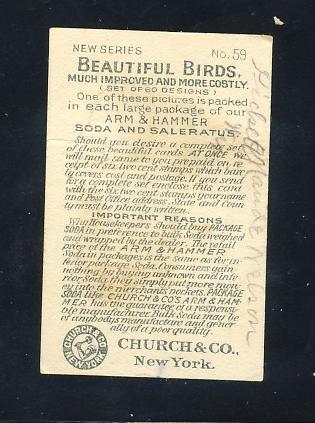 NEW SERIES No. 59
BEAUTIFUL BIRDS,
MUCH IMPROVED AND MORE COSTLY.
(SET OF 60 DESIGNS)
One of these pictures is packed
in each large package of our
ARM & HAMMER
SODA AND SALERATUS.
Should you desire a complete set
of these beautiful cards. AT ONCE we
will mail same to you prepaid on re-
ceipt of six two cent stamps which bare-
ly covers cost and postage. If you send
for a complete set enclose this card
with the six two cent stamps your name
and Post Office address, State and Coun-
ty must be plainly written.
IMPORTANT REASONS
Why Housekeepers should buy PACKAGE
SODA in preference to bulk Soda weighed
and wrapped by the dealer. The retail
price of the ARM & HAMMER
Soda in packages is the same as for in-
ferior package Soda. Consumers gain
nothing by buying unknown and infe-
rior Soda they simply put more mon-
ey into the merchants pockets. PACKAGE
SODA like CHURCH & CO'S ARM & HAM-
MER has the guarantee of a responsi-
ble manufacturer. Bulk Soda may be
of anybodys manufacture and gener-
ally of a poor quality.
CHURCH & CO.
NEW-YORK.
CHURCH & CO.,
New York.